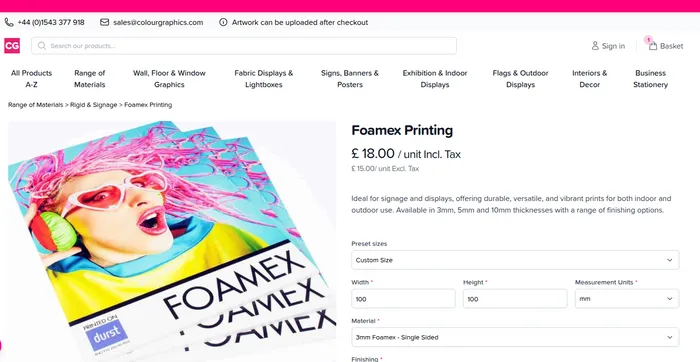 +44 (0)1543 377 918
sales@colourgraphics.com
Artwork can be uploaded after checkout
CG
Search our products...
Sign in
1
Basket
All Products A-Z
Range of Materials
Wall, Floor & Window Graphics
Fabric Displays & Lightboxes
Signs, Banners & Posters
Exhibition & Indoor Displays
Flags & Outdoor Displays
Interiors & Decor
Business Stationery
Range of Materials > Rigid & Signage > Foamex Printing
FOAMEX
FOAMEX
FOAMEX
PRINTED ON
durst
Foamex Printing
£ 18.00 / unit Incl. Tax
£ 15.00/ unit Excl. Tax
Ideal for signage and displays, offering durable, versatile, and vibrant prints for both indoor and
outdoor use. Available in 3mm, 5mm and 10mm thicknesses with a range of finishing options.
Preset sizes
Custom Size
Width *
Height *
Measurement Units *
100
100
mm
Material *
3mm Foamex - Single Sided
Finishing *